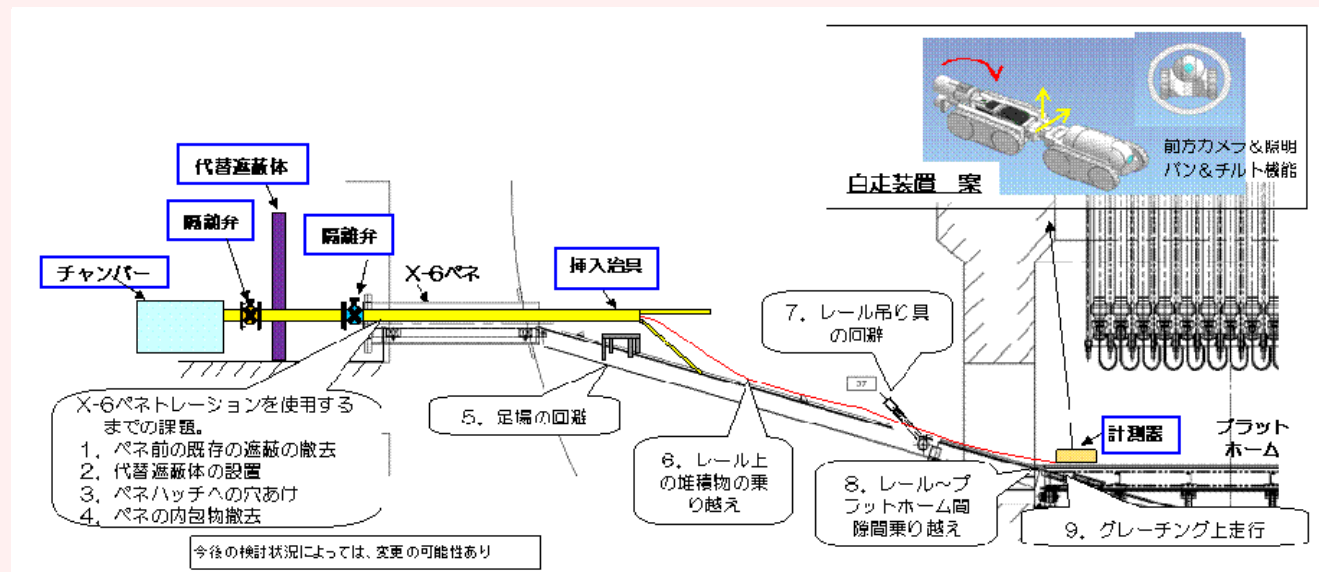 前方カメラ&照明
パン&チルト機能
自走装置 案
代替遮蔽体
隔離弁
隔離弁
チャンバー
X-6ペネ
挿入治具
7. レール吊り具
の回避
37
X-6ペネトレーションを使用する
までの課題。
1. ペネ前の既存の遮蔽の撤去
2. 代替遮蔽体の設置
3. ペネハッチへの穴あけ
4. ペネの内包物撤去
5. 足場の回避
6. レール上
の堆積物の乗
り越え
計測器
プラット
ホーム
8. レール~プ
ラットホーム間
隙間乗り越え
9. グレーチング上走行
今後の検討状況によっては、変更の可能性あり